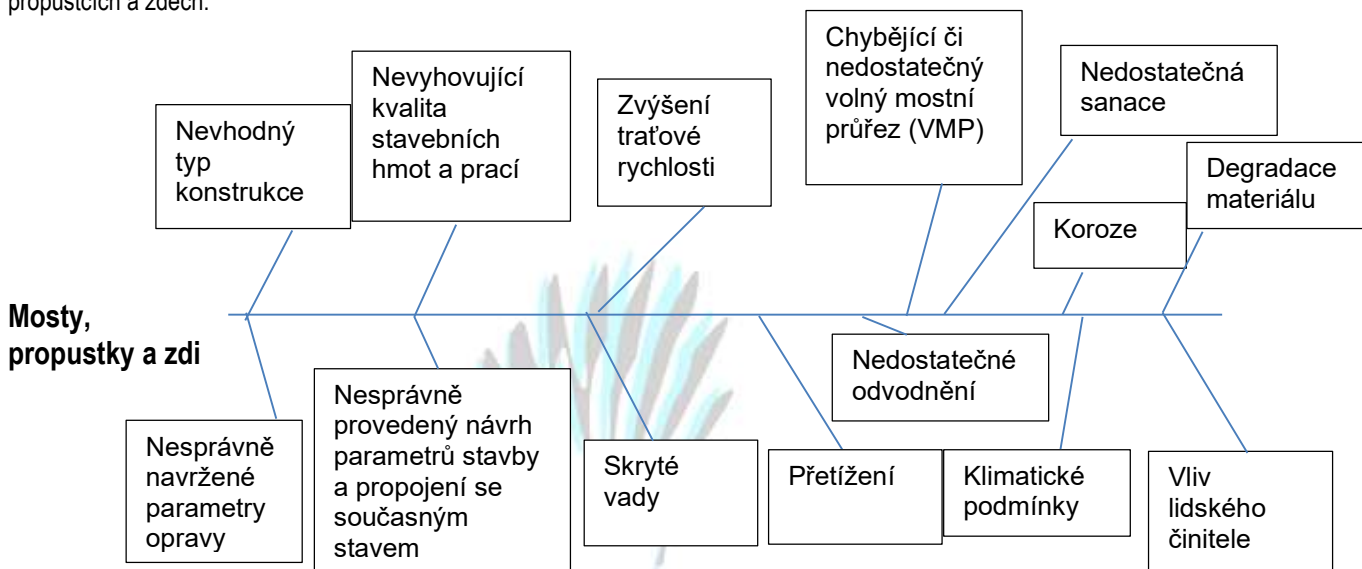 propustcích a zdech.
Nevhodný
typ
konstrukce
Nevyhovující
kvalita
stavebních
hmot a prací
Zvýšení
traťové
rychlosti
Chybějící či
nedostatečný
volný mostní
průřez (VMP)
Nedostatečná
sanace
Koroze
Degradace
materiálu
Mosty,
propustky a zdi
Nesprávně
navržené
parametry
opravy
Nesprávně
provedený návrh
parametrů stavby
a propojení se
současným
stavem
Skryté
vady
Přetížení
Nedostatečné
odvodnění
Klimatické
podmínky
Vliv
lidského
činitele